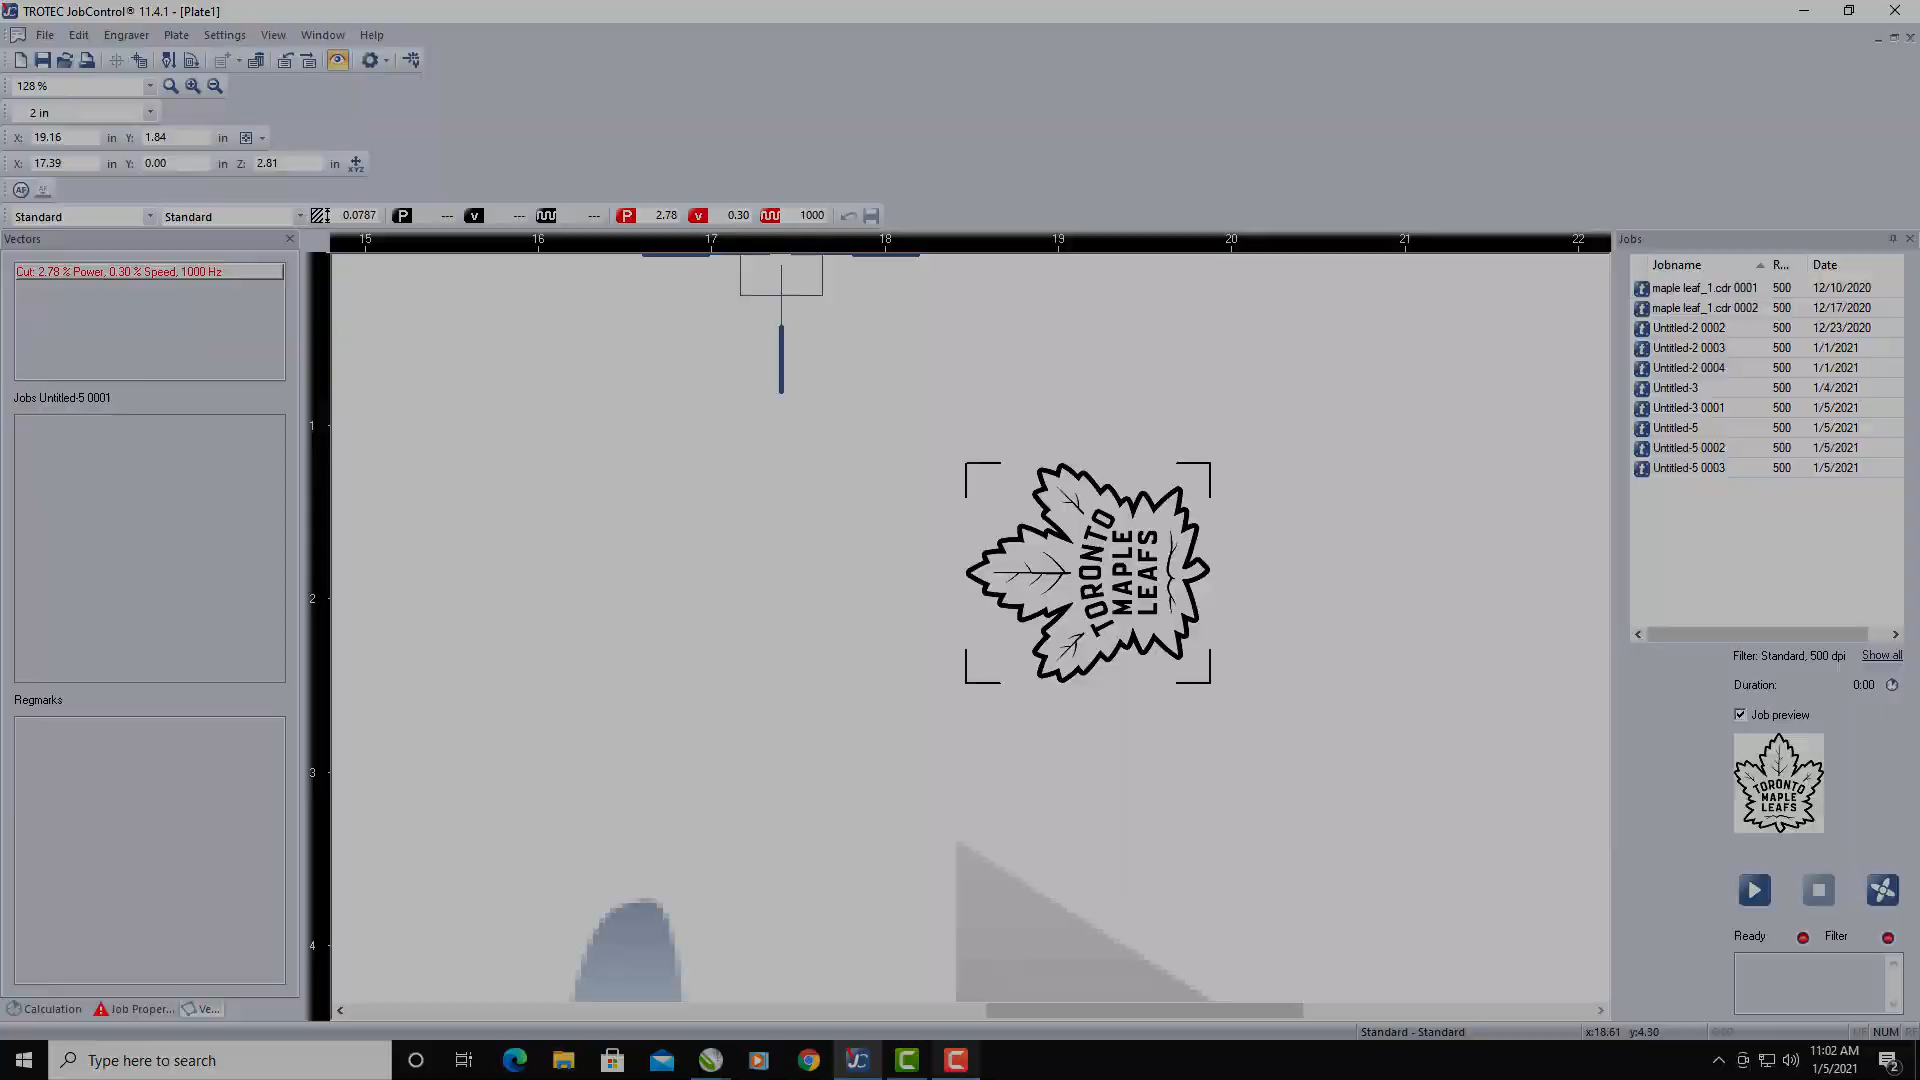 TROTEC JobControl® 11.4.1 - [Plate1]
File Edit Engraver Plate Settings View Window Help
128 %
2 in
X: 19.16 in Y: 1.84 in
X: 17.39 in Y: 0.00 in Z: 2.81 in
XYZ
AF AF
Standard Standard 0.0787 P --- v --- --- P 2.78 v 0.30 1000
Vectors
Cut: 2.78 % Power, 0.30 % Speed, 1000 Hz
Jobs Untitled-5 0001
Regmarks
Calculation Job Proper... Ve...
15 16 17 18 19 20 21 22
1
2
3
4
TORONTO
MAPLE
LEAFS
Jobs
Jobname R... Date
maple leaf_1.cdr 0001 500 12/10/2020
maple leaf_1.cdr 0002 500 12/17/2020
Untitled-2 0002 500 12/23/2020
Untitled-2 0003 500 1/1/2021
Untitled-2 0004 500 1/1/2021
Untitled-3 500 1/4/2021
Untitled-3 0001 500 1/5/2021
Untitled-5 500 1/5/2021
Untitled-5 0002 500 1/5/2021
Untitled-5 0003 500 1/5/2021
Filter: Standard, 500 dpi Show all
Duration: 0:00
Job preview
TORONTO
MAPLE
LEAFS
Ready Filter
Standard - Standard x:18.61 y:4.30 NUM
Type here to search
11:02 AM
1/5/2021
2